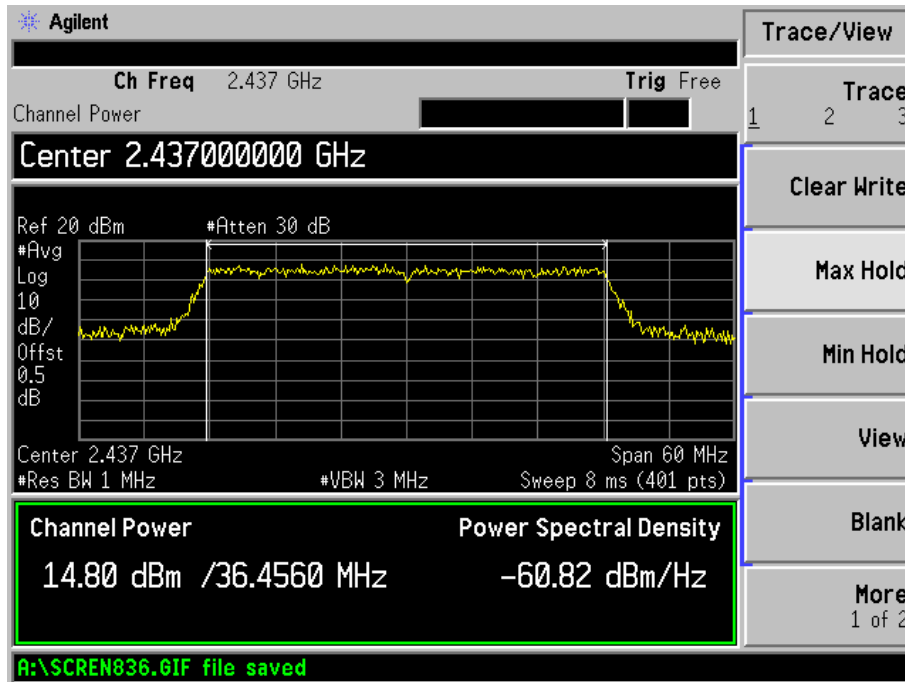 Agilent
Trace/View
Ch Freq 2.437 GHz Trig Free
Channel Power
Trace
1 2 3
Center 2.437000000 GHz
Clear Write
Ref 20 dBm #Atten 30 dB
#Avg
Log
10
dB/
Offst
0.5
dB
Max Hold
Min Hold
Center 2.437 GHz Span 60 MHz
#Res BW 1 MHz #VBW 3 MHz Sweep 8 ms (401 pts)
View
Channel Power Power Spectral Density
14.80 dBm /36.4560 MHz -60.82 dBm/Hz
Blank
More
1 of 2
A:\SCREN836.GIF file saved